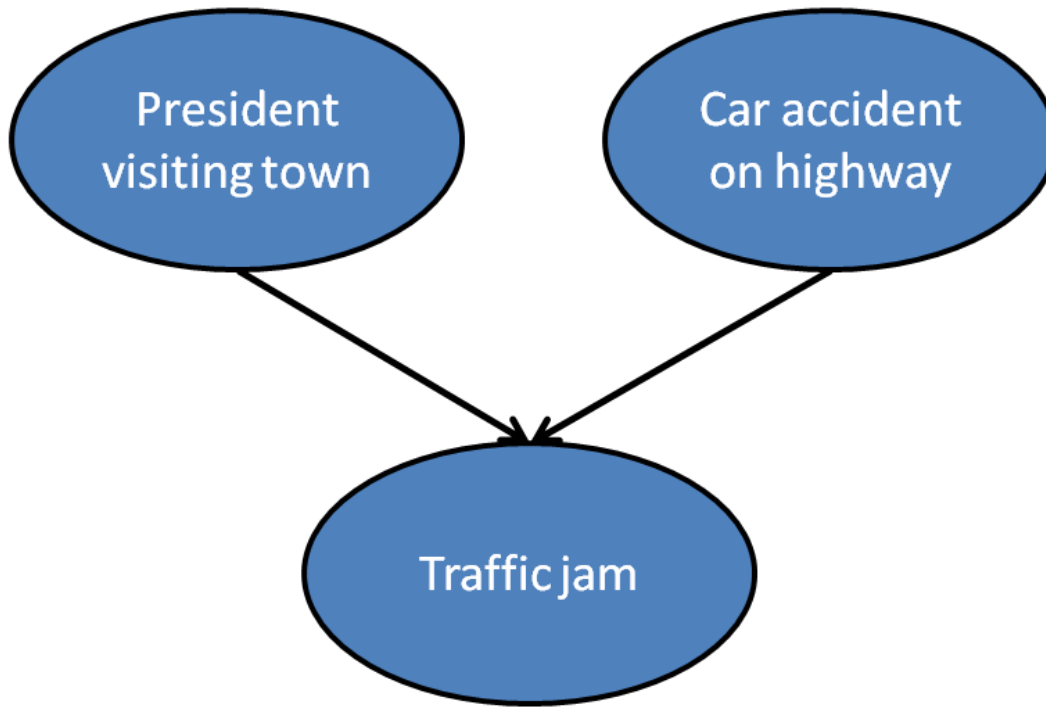 President
visiting town
Car accident
on highway
Traffic jam